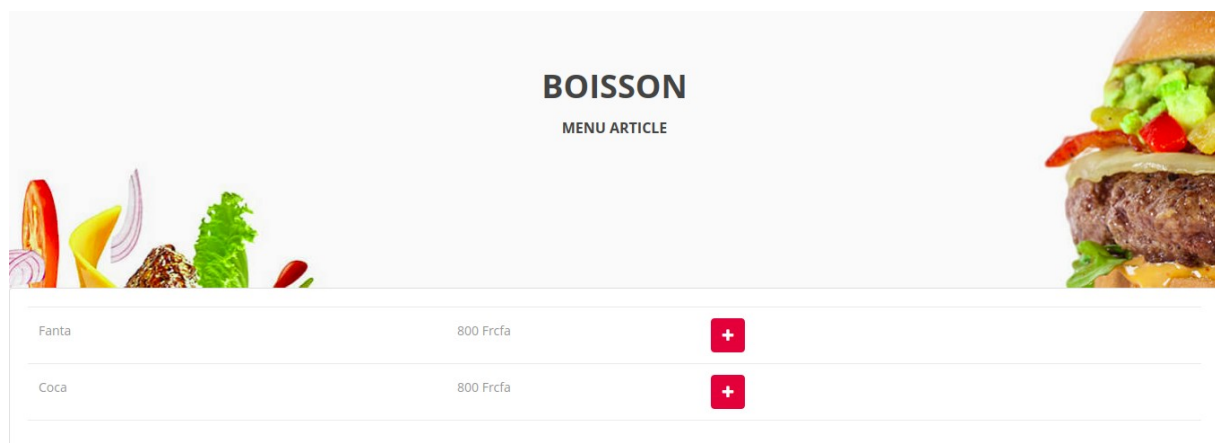 BOISSON
MENU ARTICLE
Fanta 800 Frcfa +
Coca 800 Frcfa +